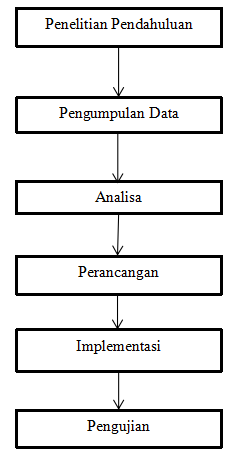 Penelitian Pendahuluan
Pengumpulan Data
Analisa
Perancangan
Implementasi
Pengujian